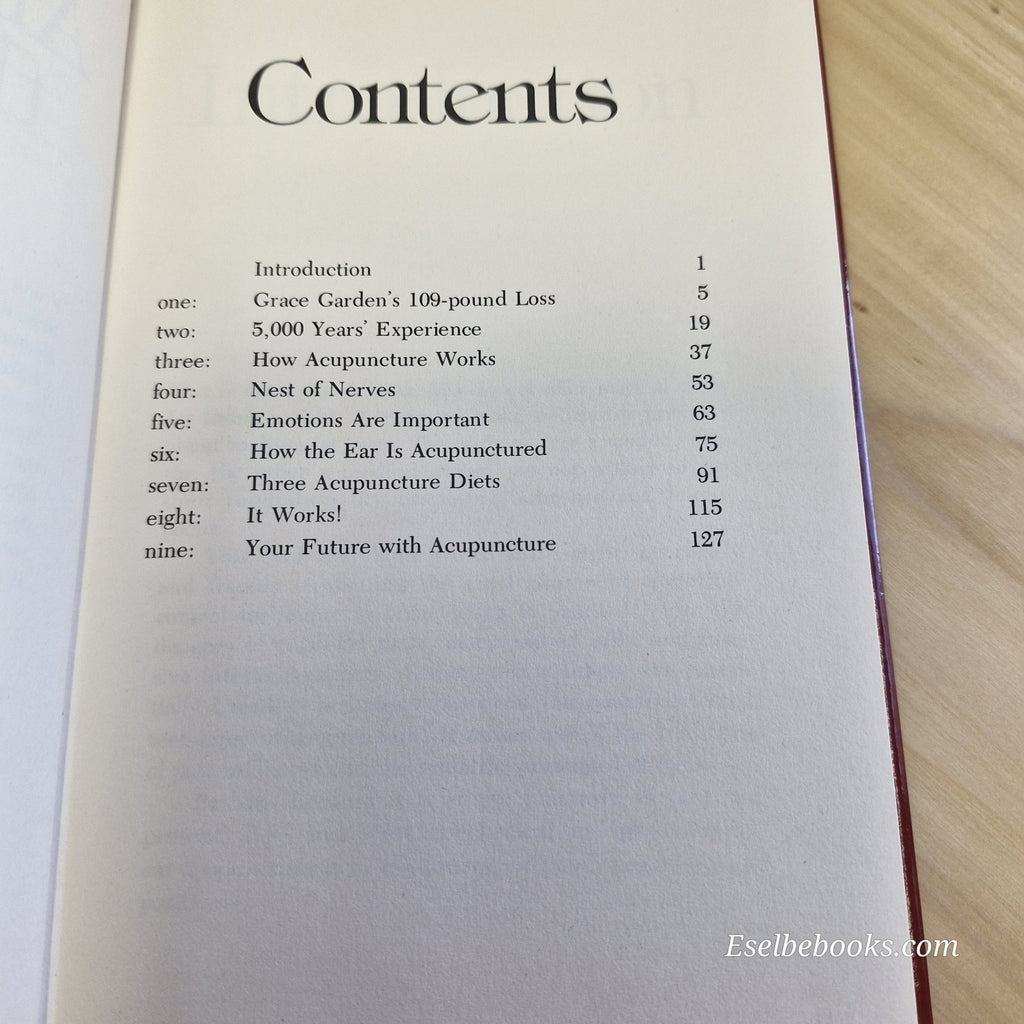 Contents
Introduction 1
one: Grace Garden's 109-pound Loss 5
two: 5,000 Years' Experience 19
three: How Acupuncture Works 37
four: Nest of Nerves 53
five: Emotions Are Important 63
six: How the Ear Is Acupunctured 75
seven: Three Acupuncture Diets 91
eight: It Works! 115
nine: Your Future with Acupuncture 127
Eselbebooks.com